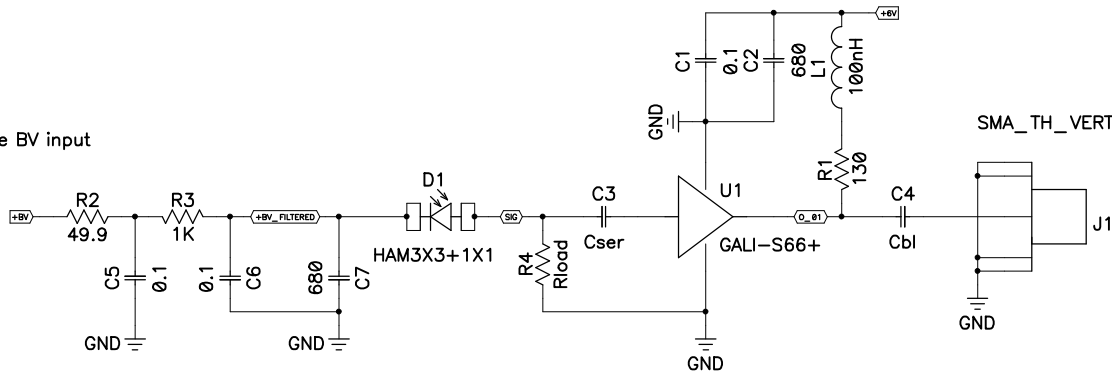 +6V
C1
0.1
C2
680
L1
100nH
GND
SMA_TH_VERT
e BV input
R1
130
D1
U1
R2
R3
C3
C4
+BV
+BV_FILTERED
SIG
O_01
J1
49.9
1K
HAM3X3+1X1
Cser
GALI-S66+
Cbl
R4
Rload
C5
0.1
0.1
C6
680
C7
GND
GND
GND
GND